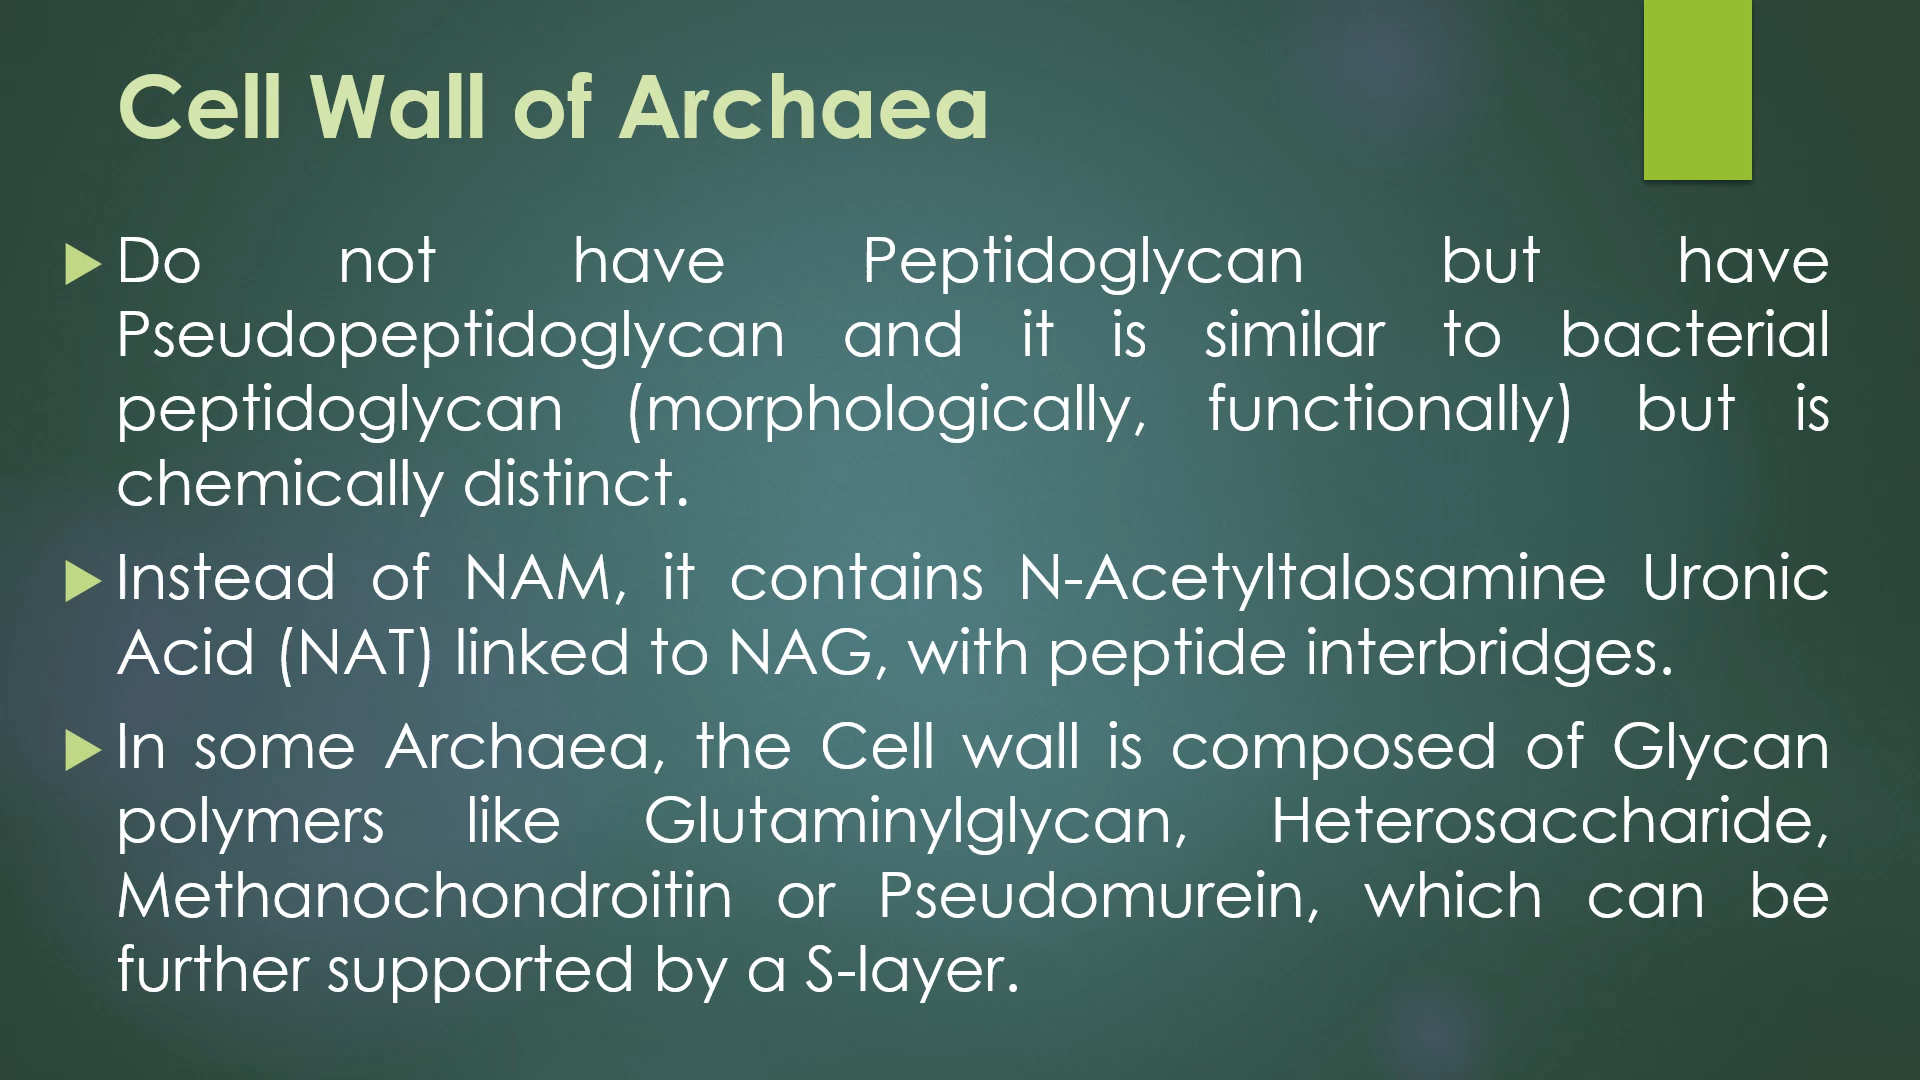 Cell Wall of Archaea
Do not have Peptidoglycan but have
Pseudopeptidoglycan and it is similar to bacterial
peptidoglycan (morphologically, functionally) but is
chemically distinct.
Instead of NAM, it contains N-Acetyltalosamine Uronic
Acid (NAT) linked to NAG, with peptide interbridges.
In some Archaea, the Cell wall is composed of Glycan
polymers like Glutaminylglycan, Heterosaccharide,
Methanochondroitin or Pseudomurein, which can be
further supported by a S-layer.